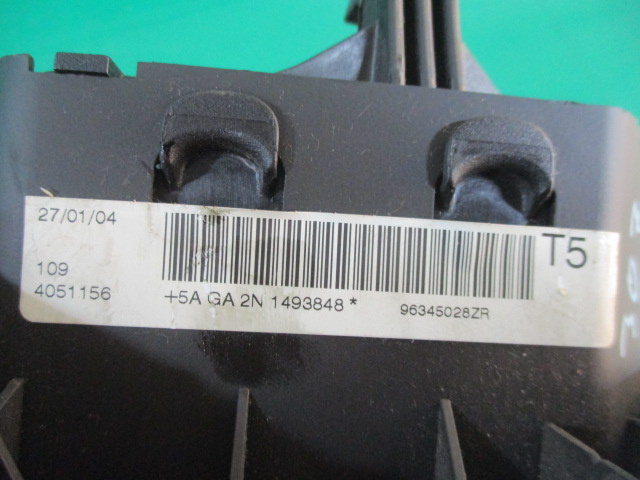 27/01/04
T5
109
4051156
+5A GA 2N 1493848 *
96345028ZR